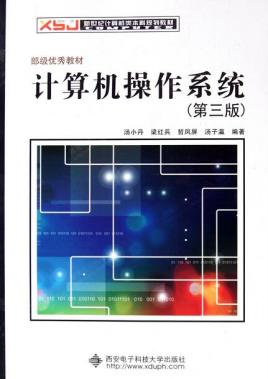 XSJ 新世纪计算机类本科规划教材
COMPUTER
部级优秀教材
计算机操作系统
(第三版)
汤小丹 梁红兵 哲凤屏 汤子瀛 编著
西安电子科技大学出版社
http://www.xduph.com